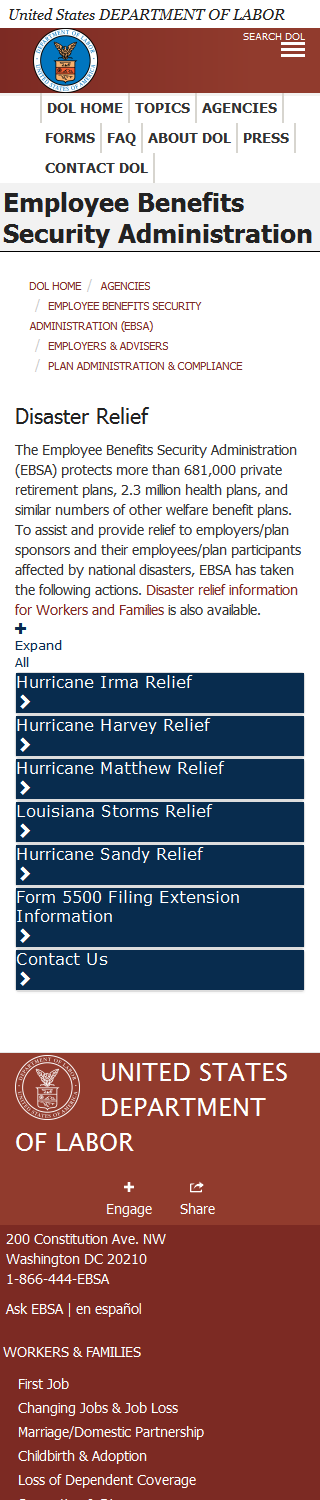 United States DEPARTMENT OF LABOR
SEARCH DOL
DOL HOME
TOPICS
AGENCIES
FORMS
FAQ
ABOUT DOL
PRESS
CONTACT DOL
Employee Benefits
Security Administration
DOL HOME / AGENCIES
/ EMPLOYEE BENEFITS SECURITY
ADMINISTRATION (EBSA)
/ EMPLOYERS & ADVISERS
/ PLAN ADMINISTRATION & COMPLIANCE
Disaster Relief
The Employee Benefits Security Administration
(EBSA) protects more than 681,000 private
retirement plans, 2.3 million health plans, and
similar numbers of other welfare benefit plans.
To assist and provide relief to employers/plan
sponsors and their employees/plan participants
affected by national disasters, EBSA has taken
the following actions. Disaster relief information
for Workers and Families is also available.
Expand
All
Hurricane Irma Relief
Hurricane Harvey Relief
Hurricane Matthew Relief
Louisiana Storms Relief
Hurricane Sandy Relief
Form 5500 Filing Extension
Information
Contact Us
UNITED STATES
DEPARTMENT
OF LABOR
Engage
Share
200 Constitution Ave. NW
Washington DC 20210
1-866-444-EBSA
Ask EBSA | en español
WORKERS & FAMILIES
First Job
Changing Jobs & Job Loss
Marriage/Domestic Partnership
Childbirth & Adoption
Loss of Dependent Coverage